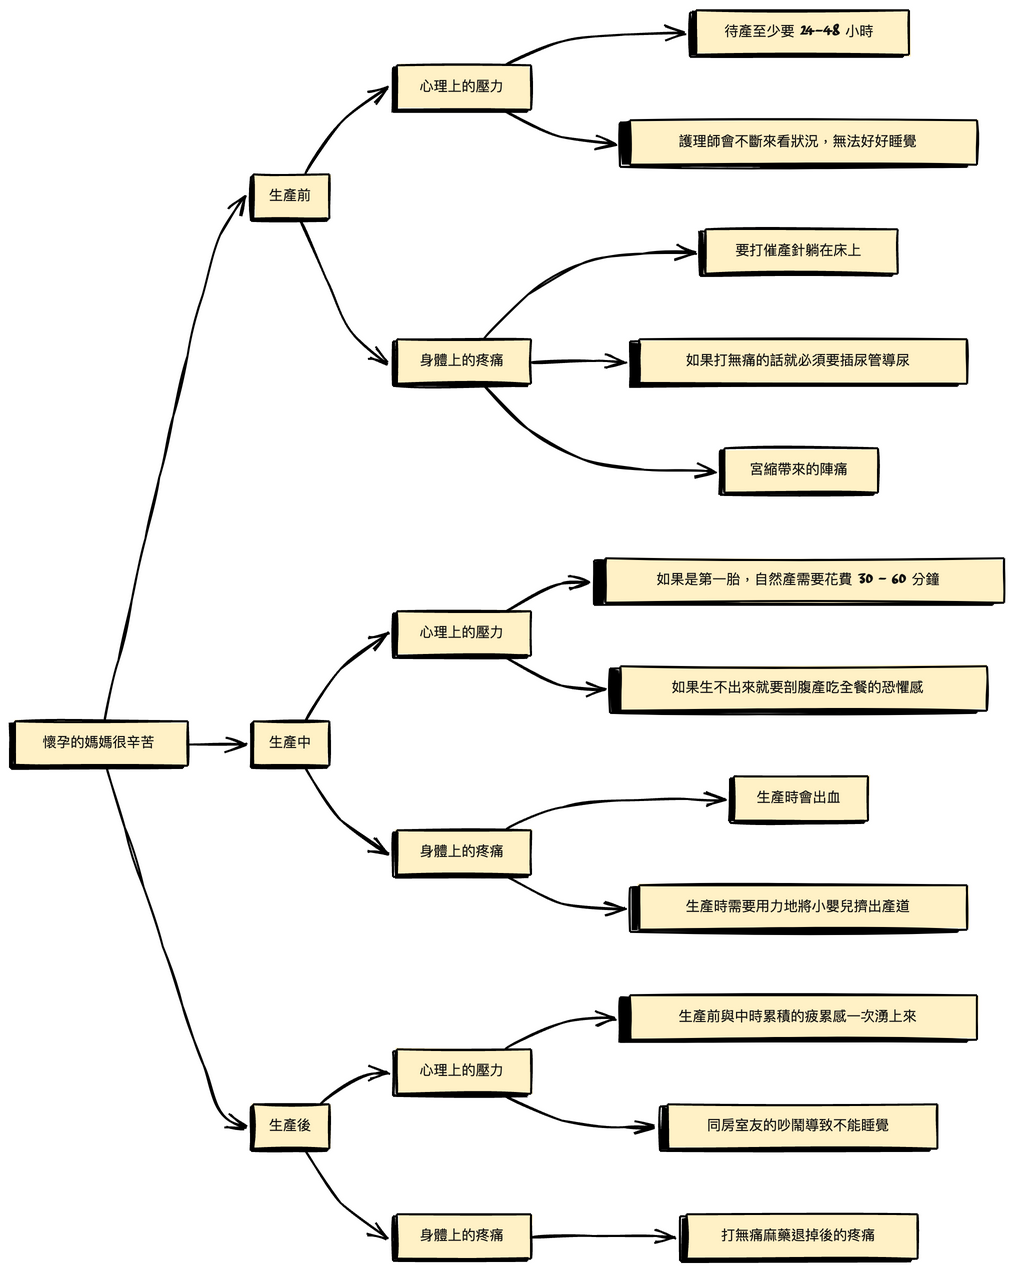 待產至少要 24-48 小時
心理上的壓力
護理師會不斷來看狀況，無法好好睡覺
生產前
要打催產針躺在床上
身體上的疼痛
如果打無痛的話就必須要插尿管導尿
宮縮帶來的陣痛
如果是第一胎，自然產需要花費 30 - 60 分鐘
心理上的壓力
如果生不出來就要剖腹產吃全餐的恐懼感
懷孕的媽媽很辛苦
生產中
生產時會出血
身體上的疼痛
生產時需要用力地將小嬰兒擠出產道
生產前與中時累積的疲累感一次湧上來
心理上的壓力
同房室友的吵鬧導致不能睡覺
生產後
身體上的疼痛
打無痛麻藥退掉後的疼痛